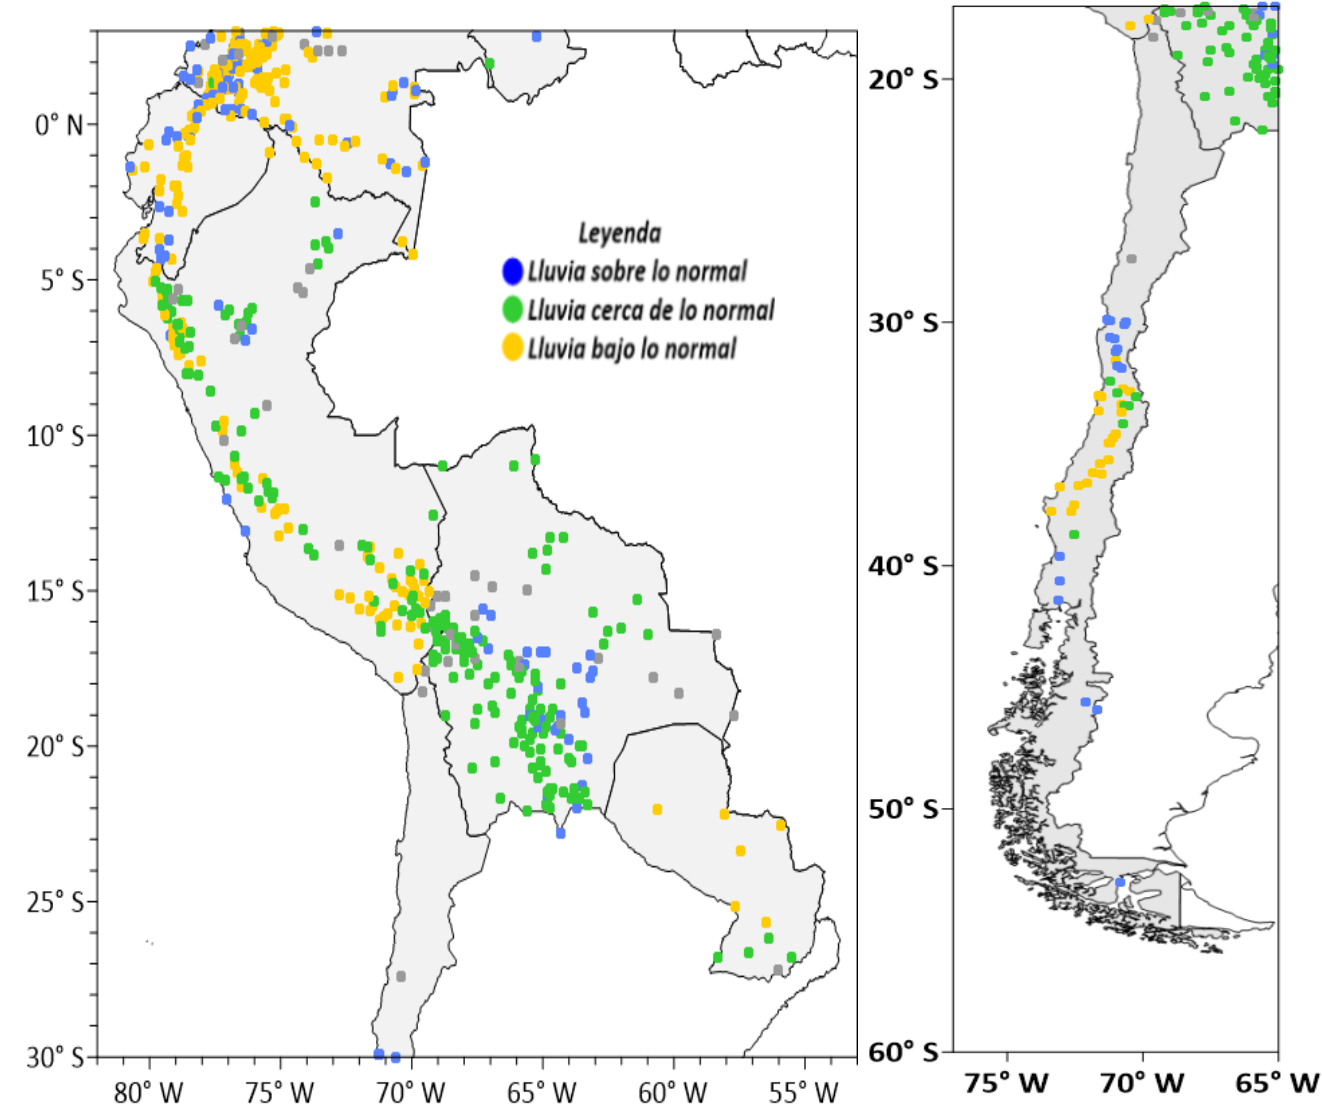 Leyenda
Lluvia sobre lo normal
Lluvia cerca de lo normal
Lluvia bajo lo normal
0° N
5° S
10° S
15° S
20° S
25° S
30° S
80° W
75° W
70° W
65° W
60° W
55° W
20° S
30° S
40° S
50° S
60° S
75° W
70° W
65° W